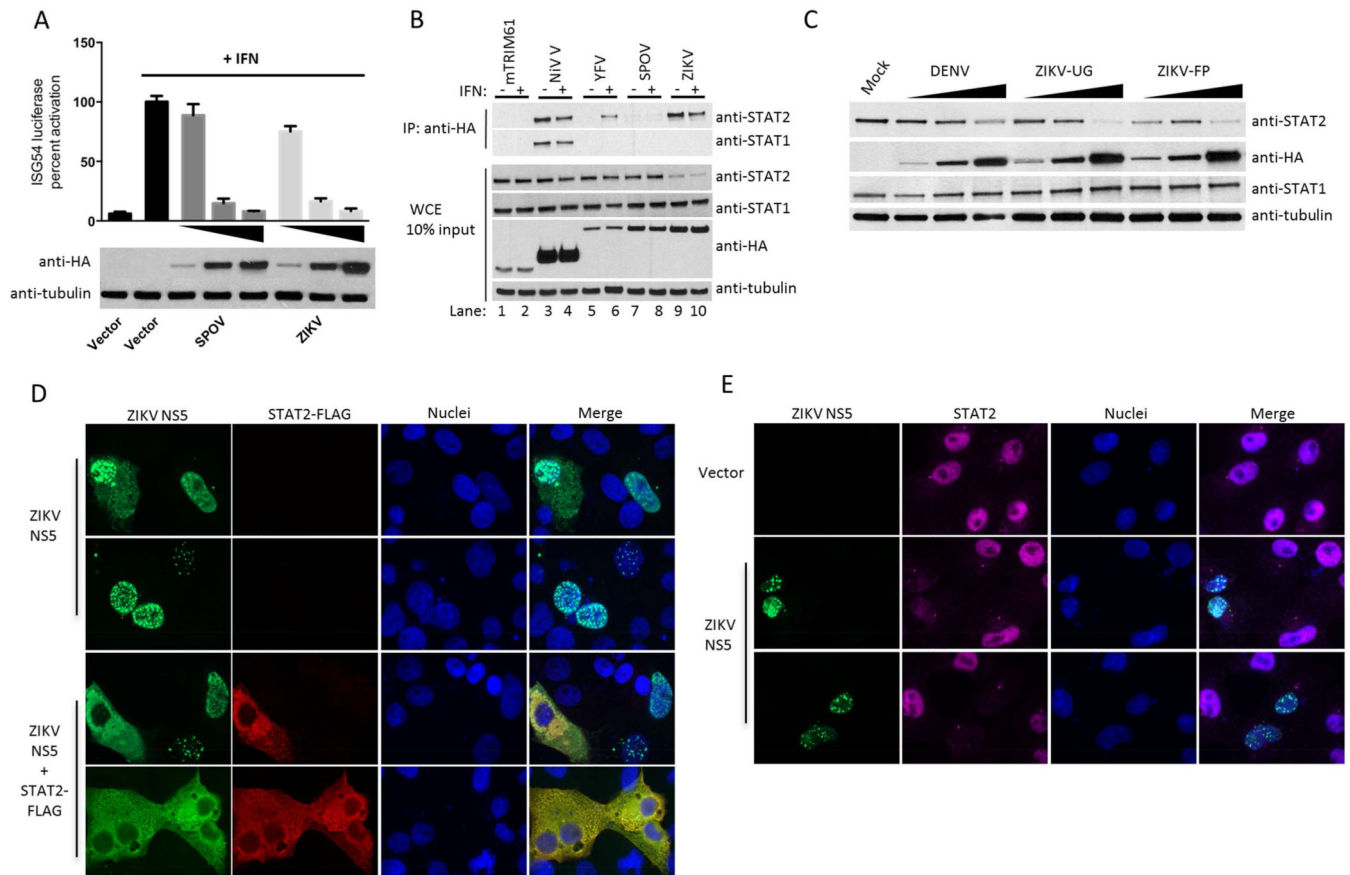 A
+ IFN
ISG54 luciferase
percent activation
150
100
50
0
anti-HA
anti-tubulin
Vector
Vector
SPOV
ZIKV
B
mTRIM61
NiV V
YFV
SPOV
ZIKV
IFN: - + - + - + - + - +
IP: anti-HA
anti-STAT2
anti-STAT1
WCE
10% input
anti-STAT2
anti-STAT1
anti-HA
anti-tubulin
Lane: 1 2 3 4 5 6 7 8 9 10
C
Mock
DENV
ZIKV-UG
ZIKV-FP
anti-STAT2
anti-HA
anti-STAT1
anti-tubulin
D
ZIKV NS5
STAT2-FLAG
Nuclei
Merge
ZIKV
NS5
ZIKV
NS5
+
STAT2-
FLAG
E
ZIKV NS5
STAT2
Nuclei
Merge
Vector
ZIKV
NS5